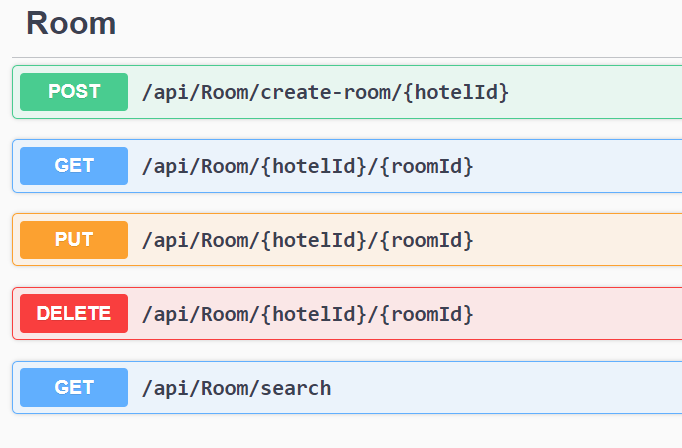 Room
POST /api/Room/create-room/{hotelId}
GET /api/Room/{hotelId}/{roomId}
PUT /api/Room/{hotelId}/{roomId}
DELETE /api/Room/{hotelId}/{roomId}
GET /api/Room/search